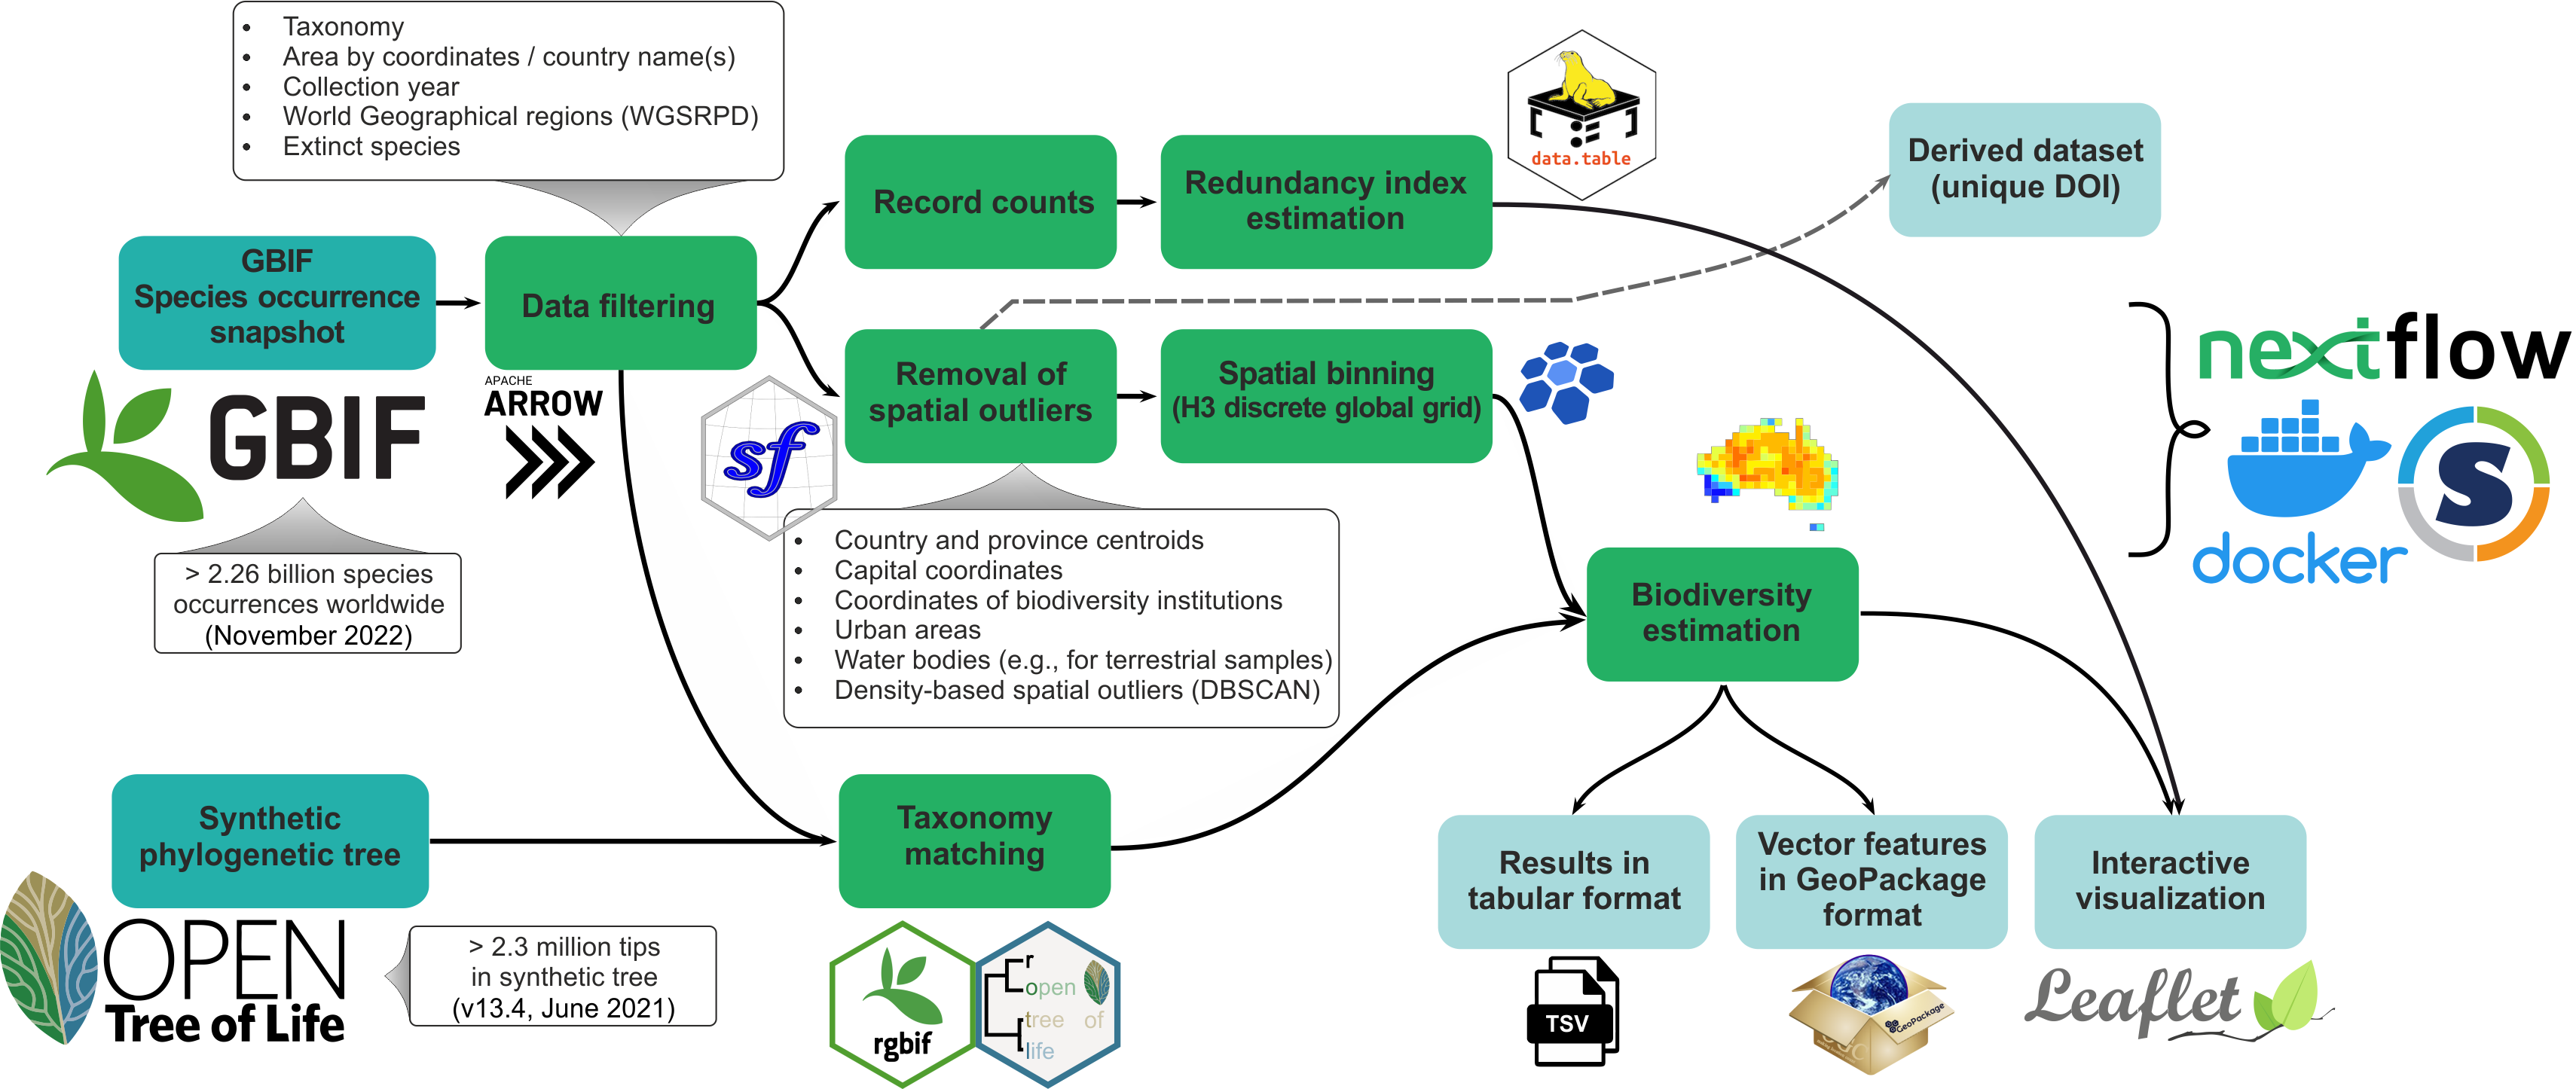 Taxonomy
Area by coordinates / country name(s)
Collection year
World Geographical regions (WGSRPD)
Extinct species
GBIF
Species occurrence
snapshot
Data filtering
Record counts
Redundancy index
estimation
data.table
Derived dataset
(unique DOI)
GBIF
> 2.26 billion species
occurrences worldwide
(November 2022)
APACHE
ARROW
sf
Removal of
spatial outliers
Spatial binning
(H3 discrete global grid)
Country and province centroids
Capital coordinates
Coordinates of biodiversity institutions
Urban areas
Water bodies (e.g., for terrestrial samples)
Density-based spatial outliers (DBSCAN)
nextflow
docker
S
Biodiversity
estimation
Synthetic
phylogenetic tree
OPEN
Tree of Life
> 2.3 million tips
in synthetic tree
(v13.4, June 2021)
Taxonomy
matching
rgbif
r
open
tree of
life
Results in
tabular format
TSV
Vector features
in GeoPackage
format
GeoPackage
Interactive
visualization
Leaflet